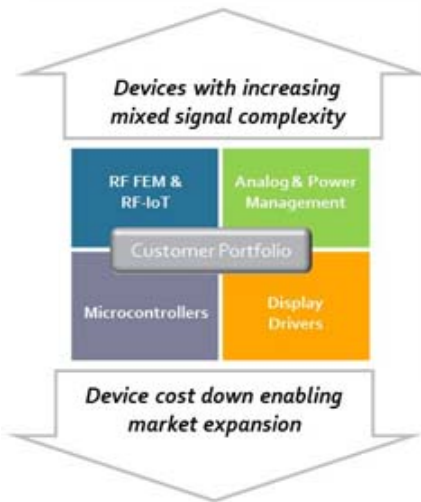 Devices with increasing
mixed signal complexity
RF FEM &
RF-IoT
Analog & Power
Management
Customer Portfolio
Microcontrollers
Display
Drivers
Device cost down enabling
market expansion